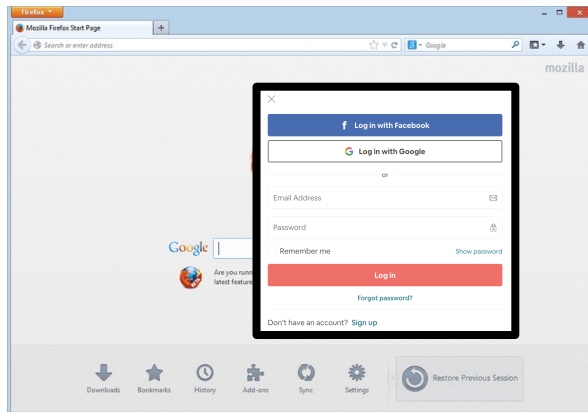 Firefox
Mozilla Firefox Start Page
Search or enter address
Google
mozilla
Log in with Facebook
Log in with Google
or
Email Address
Password
Remember me
Show password
Google
Are you runn
latest feature
Log in
Forgot password?
Don't have an account? Sign up
Downloads
Bookmarks
History
Add-ons
Sync
Settings
Restore Previous Session